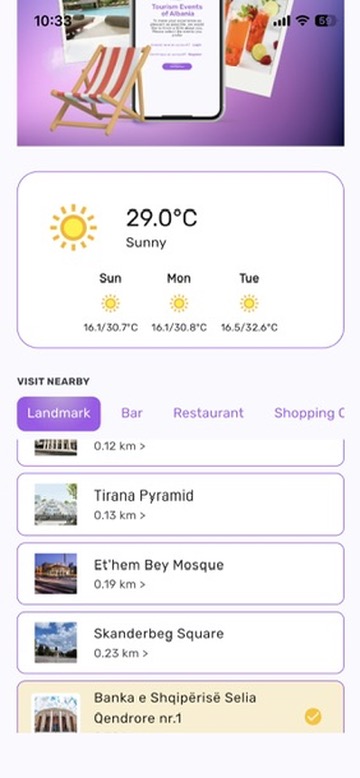 10:33
59
Tourism Events
of Albania
29.0°C
Sunny
Sun Mon Tue
16.1/30.7°C 16.1/30.8°C 16.5/32.6°C
VISIT NEARBY
Landmark Bar Restaurant Shopping C
0.12 km >
Tirana Pyramid
0.13 km >
Et'hem Bey Mosque
0.19 km >
Skanderbeg Square
0.23 km >
Banka e Shqipërisë Selia
Qendrore nr.1